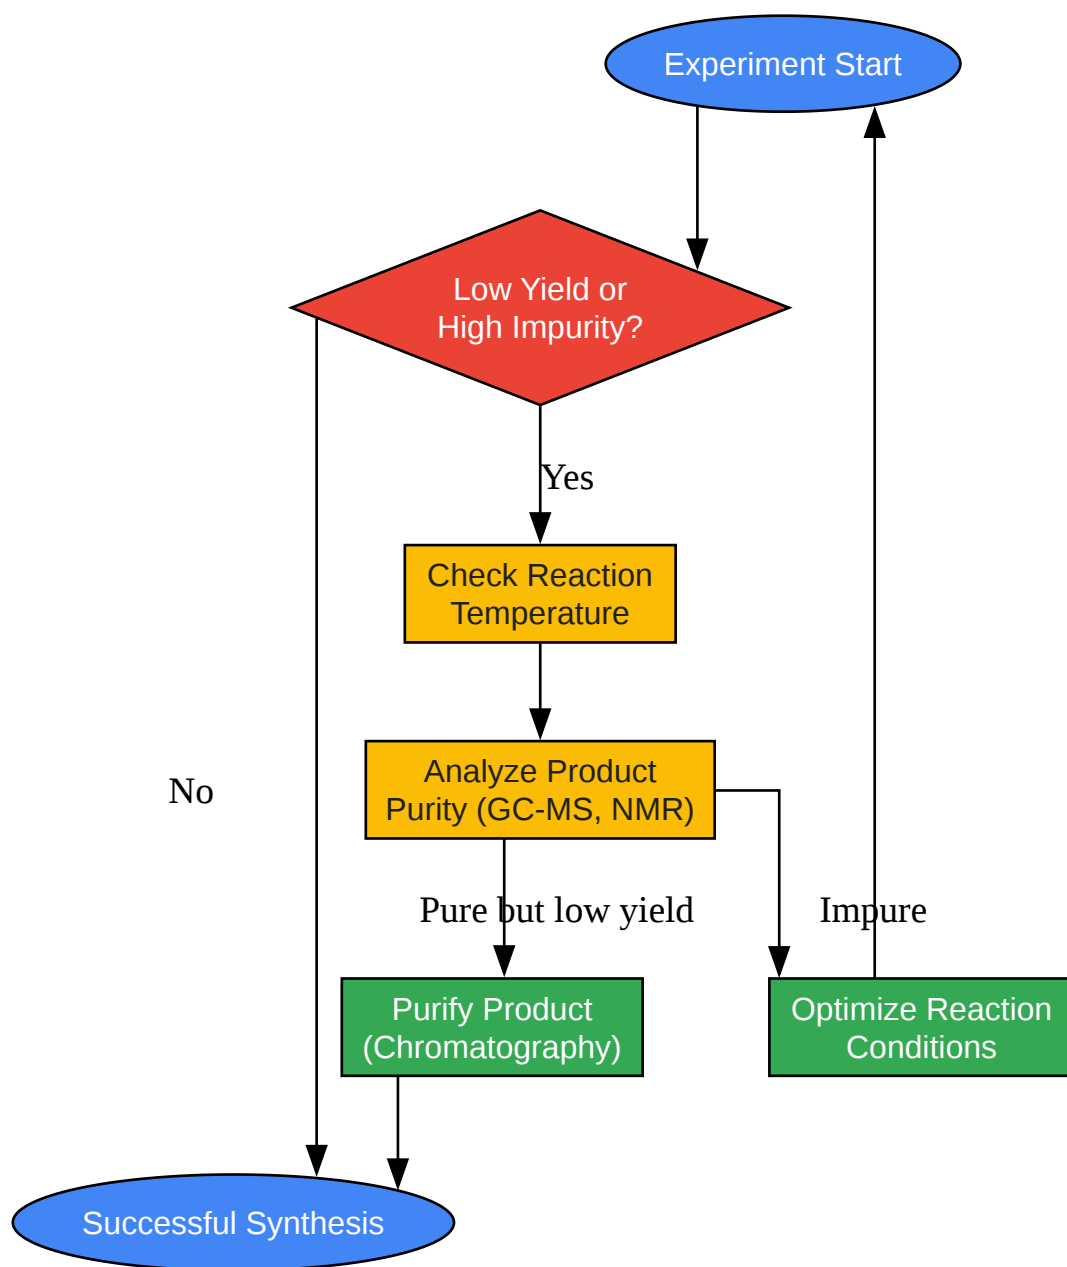 Experiment Start
Low Yield or
High Impurity?
Yes
Check Reaction
Temperature
Analyze Product
Purity (GC-MS, NMR)
No
Pure but low yield
Impure
Purify Product
(Chromatography)
Optimize Reaction
Conditions
Successful Synthesis